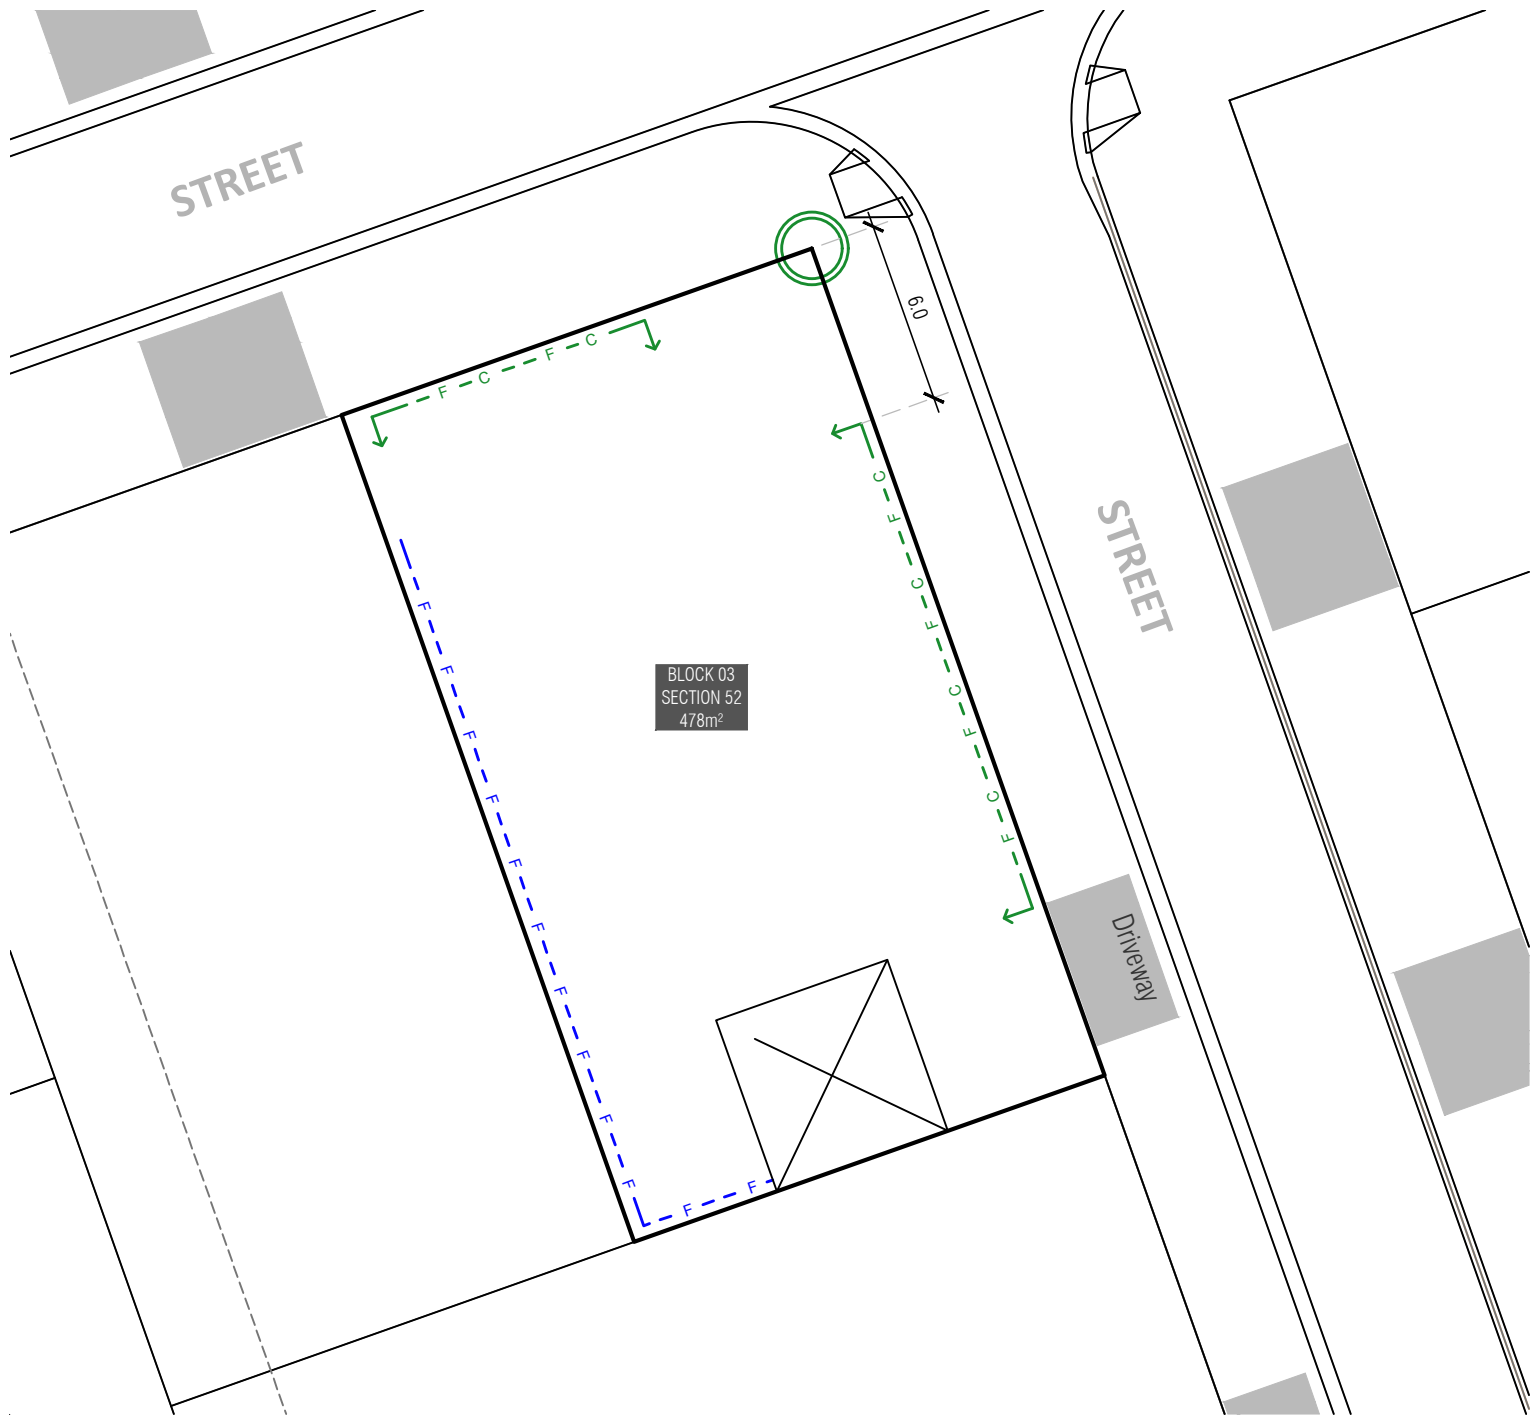 STREET
6.0
F C F C
STREET
C F C F C F C F
F F F F F F F F F F
BLOCK 03
SECTION 52
478m²
Driveway
F F